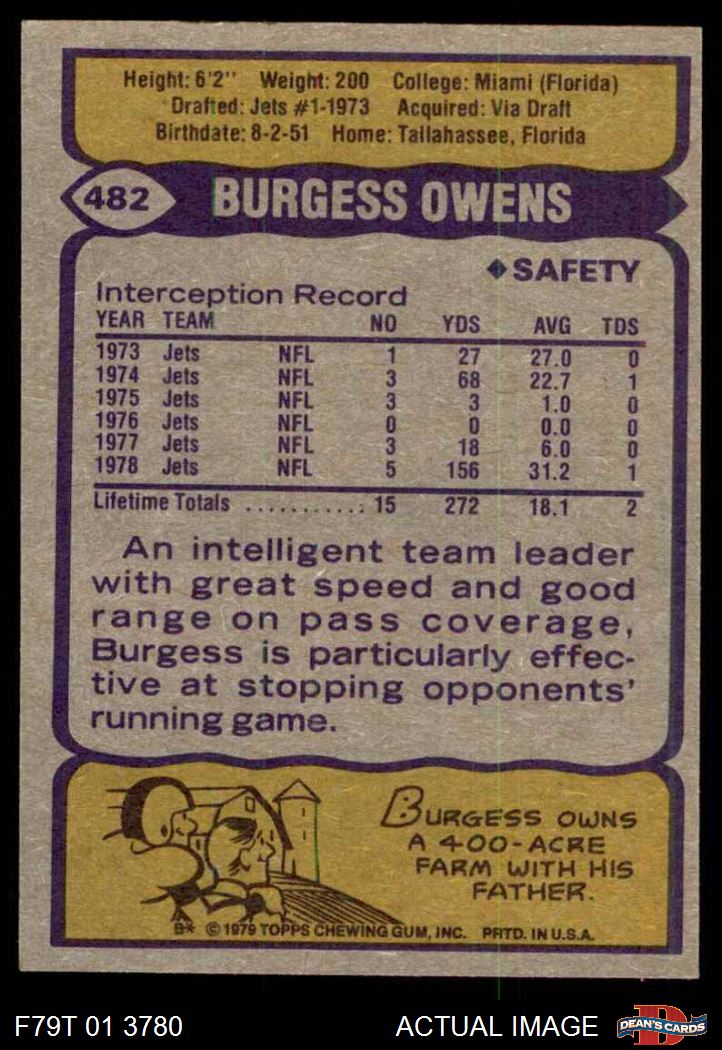 Height: 6'2" Weight: 200 College: Miami (Florida)
Drafted: Jets #1-1973 Acquired: Via Draft
Birthdate: 8-2-51 Home: Tallahassee, Florida
482 BURGESS OWENS
◆SAFETY
Interception Record
YEAR TEAM NO YDS AVG TDS
1973 Jets NFL 1 27 27.0 0
1974 Jets NFL 3 68 22.7 1
1975 Jets NFL 3 3 1.0 0
1976 Jets NFL 0 0 0.0 0
1977 Jets NFL 3 18 6.0 0
1978 Jets NFL 5 156 31.2 1
Lifetime Totals ............ 15 272 18.1 2
An intelligent team leader
with great speed and good
range on pass coverage,
Burgess is particularly effec-
tive at stopping opponents'
running game.
BURGESS OWNS
A 400-ACRE
FARM WITH HIS
FATHER.
B* © 1979 TOPPS CHEWING GUM, INC. PRTD. IN U.S.A.
F79T 01 3780 ACTUAL IMAGE D DEAN'S CARDS